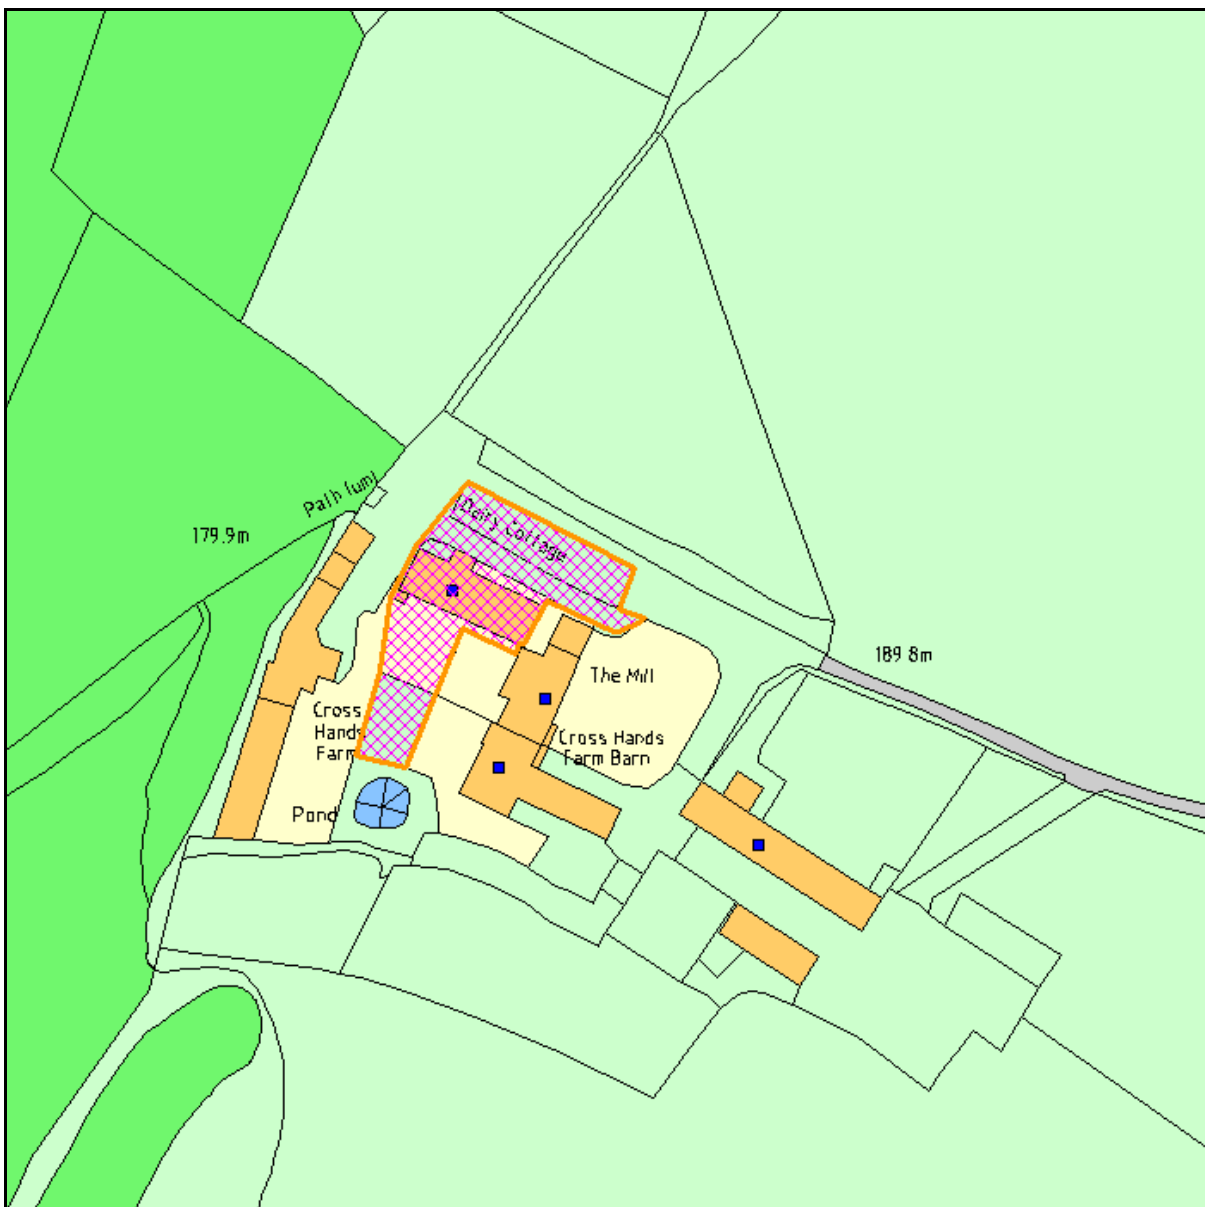 Path (um)
179.9m
Dairy Cottage
189.8m
The Mill
Cross
Hands
Farm
Cross Hands
Farm Barn
Pond